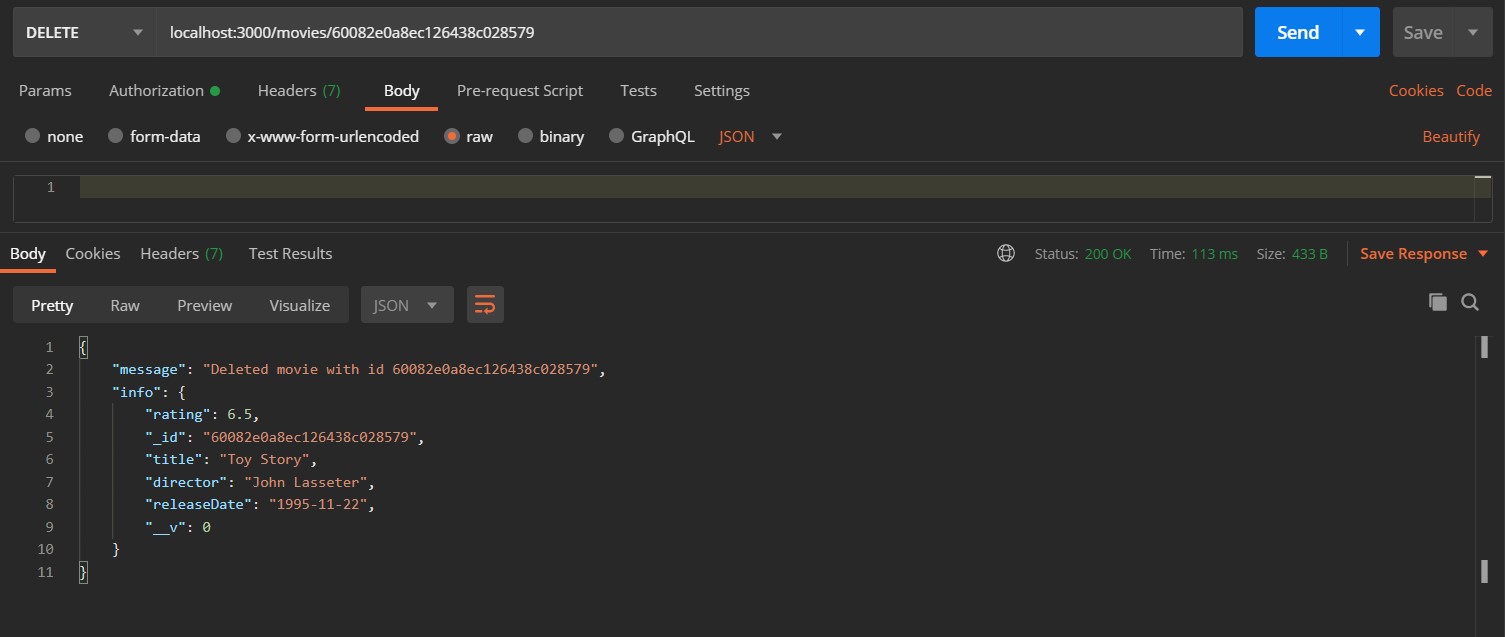 DELETE localhost:3000/movies/60082e0a8ec126438c028579 Send Save
Params Authorization Headers (7) Body Pre-request Script Tests Settings Cookies Code
none form-data x-www-form-urlencoded raw binary GraphQL JSON Beautify
1
Body Cookies Headers (7) Test Results Status: 200 OK Time: 113 ms Size: 433 B Save Response
Pretty Raw Preview Visualize JSON
1 {
2 "message": "Deleted movie with id 60082e0a8ec126438c028579",
3 "info": {
4 "rating": 6.5,
5 "_id": "60082e0a8ec126438c028579",
6 "title": "Toy Story",
7 "director": "John Lasseter",
8 "releaseDate": "1995-11-22",
9 "__v": 0
10 }
11 }